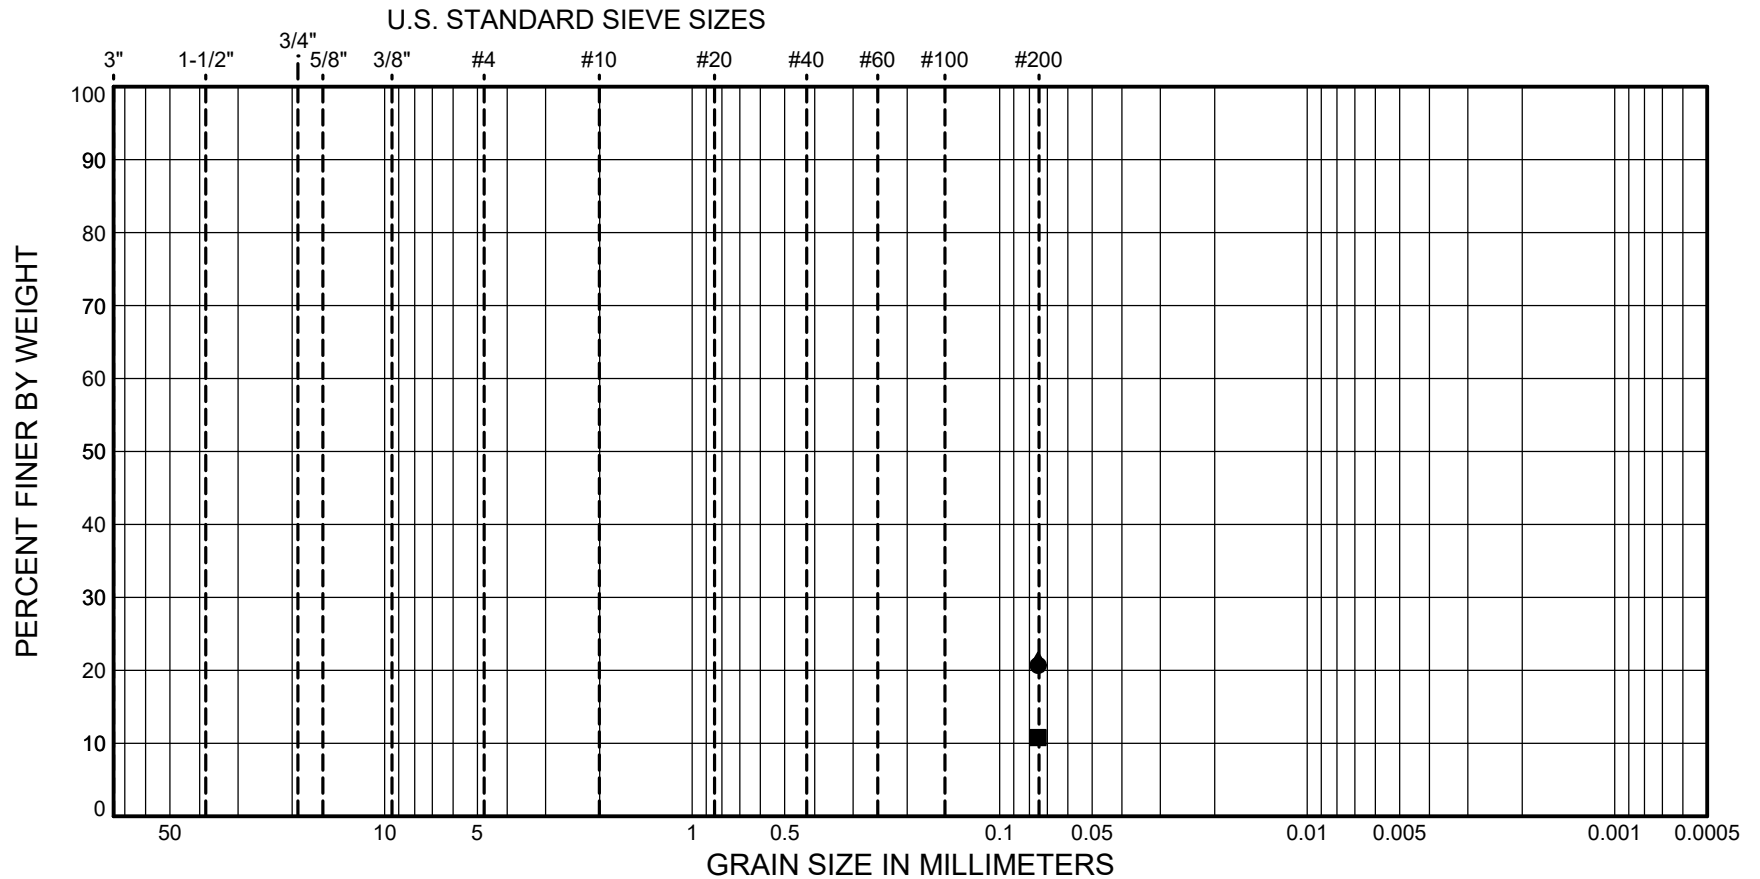 U.S. STANDARD SIEVE SIZES
3/4"
3" 1-1/2" 5/8" 3/8" #4 #10 #20 #40 #60 #100 #200
100
90
80
70
60
50
40
30
20
10
0
PERCENT FINER BY WEIGHT
50 10 5 1 0.5 0.1 0.05 0.01 0.005 0.001 0.0005
GRAIN SIZE IN MILLIMETERS